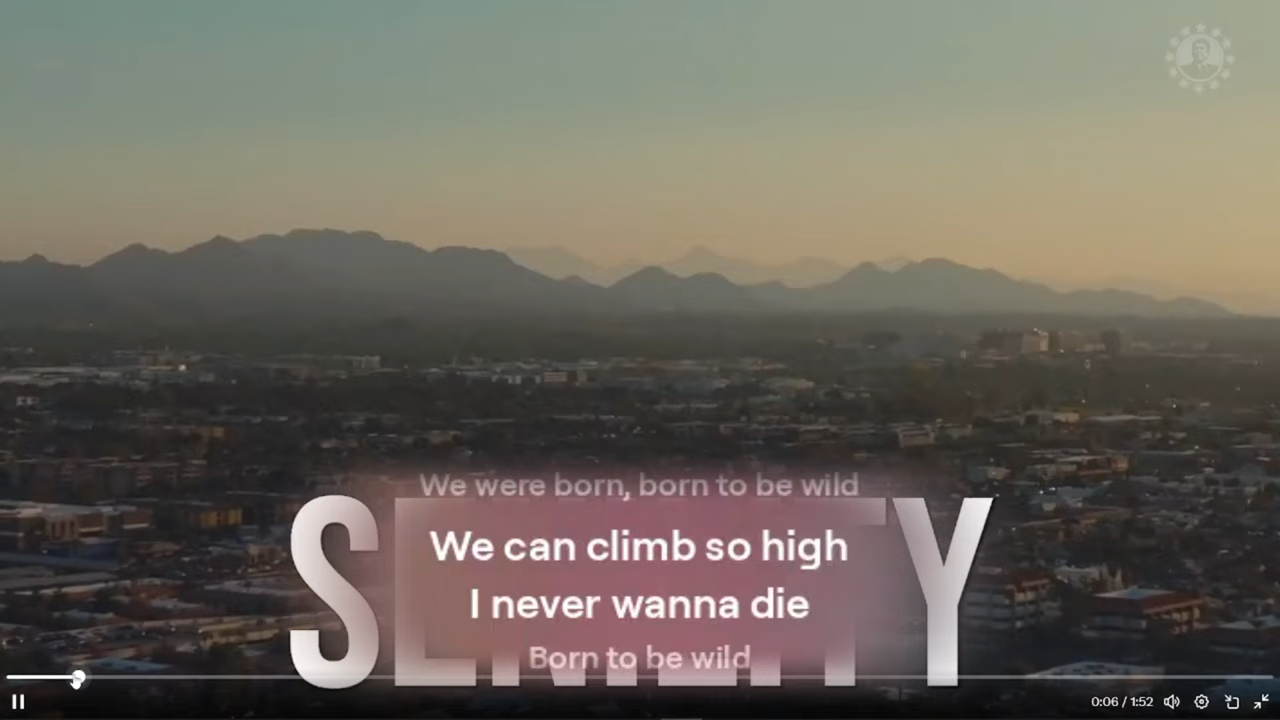 We were born, born to be wild
We can climb so high
I never wanna die
Born to be wild
0:06 / 1:52